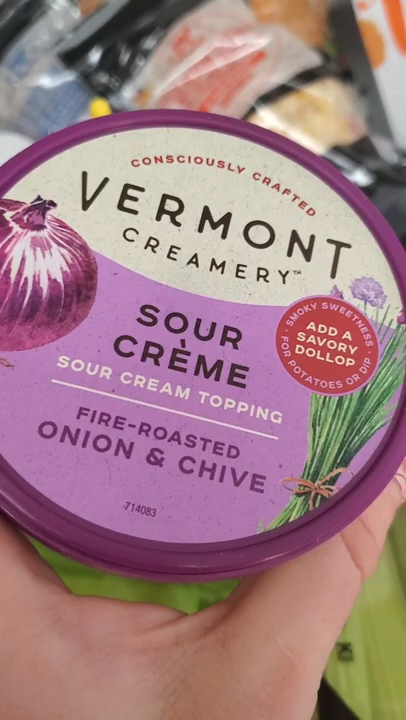 CONSCIOUSLY CRAFTED
VERMONT
CREAMERY™
SOUR
CRÈME
SOUR CREAM TOPPING
FIRE-ROASTED
ONION & CHIVE
SMOKY SWEETNESS
ADD A
SAVORY
DOLLOP
FOR POTATOES OR DIP
714083